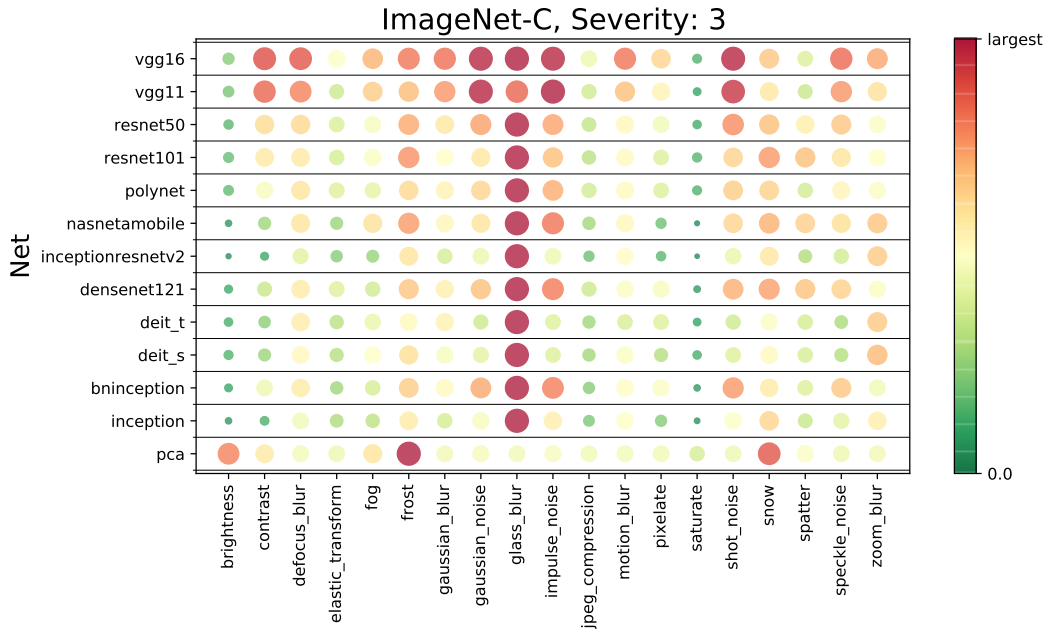 ImageNet-C, Severity: 3
largest
vgg16
vgg11
resnet50
resnet101
polynet
nasnetamobile
inceptionresnetv2
densenet121
deit_t
deit_s
bninception
inception
pca
Net
0.0
brightness
contrast
defocus_blur
elastic_transform
fog
frost
gaussian_blur
gaussian_noise
glass_blur
impulse_noise
jpeg_compression
motion_blur
pixelate
saturate
shot_noise
snow
spatter
speckle_noise
zoom_blur